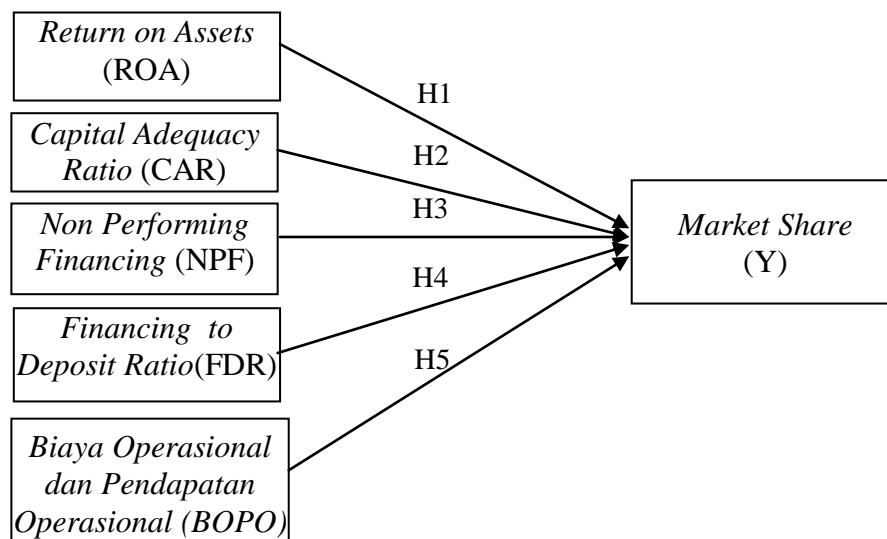 Return on Assets
(ROA)
H1
Capital Adequacy
Ratio (CAR)
H2
Non Performing
Financing (NPF)
H3
Market Share
(Y)
Financing to
Deposit Ratio(FDR)
H4
Biaya Operasional
dan Pendapatan
Operasional (BOPO)
H5